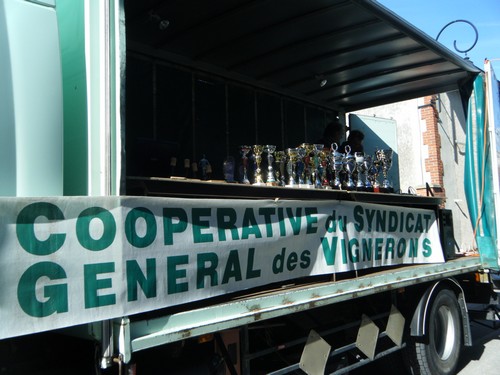 COOPERATIVE du SYNDICAT
GENERAL des VIGNERONS